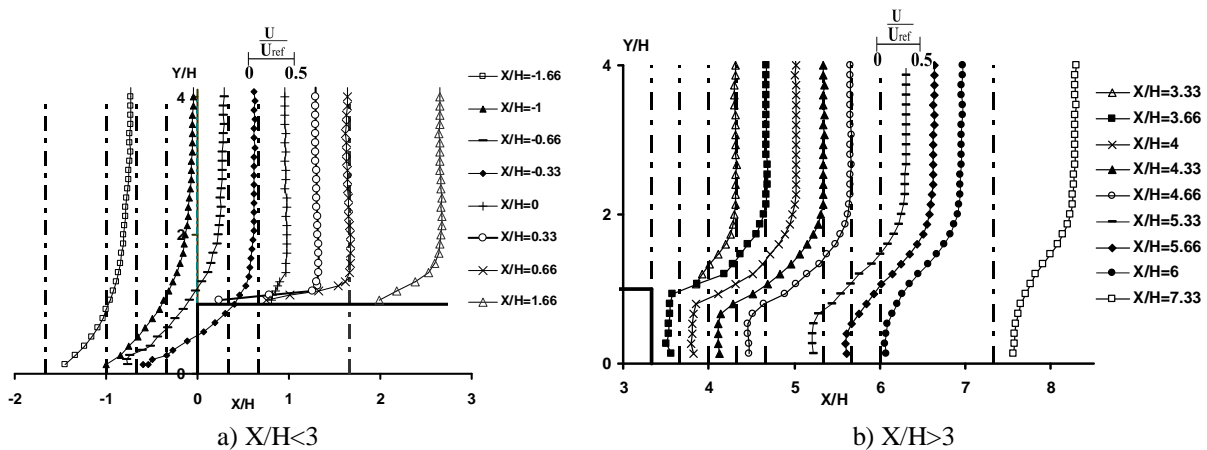 U
Uref
0 0.5
Y/H
4
2
0
-2 -1 0 1 2 3
X/H
X/H=-1.66
X/H=-1
X/H=-0.66
X/H=-0.33
X/H=0
X/H=0.33
X/H=0.66
X/H=1.66
a) X/H<3
U
Uref
0 0.5
Y/H
4
2
0
3 4 5 6 7 8
X/H
X/H=3.33
X/H=3.66
X/H=4
X/H=4.33
X/H=4.66
X/H=5.33
X/H=5.66
X/H=6
X/H=7.33
b) X/H>3